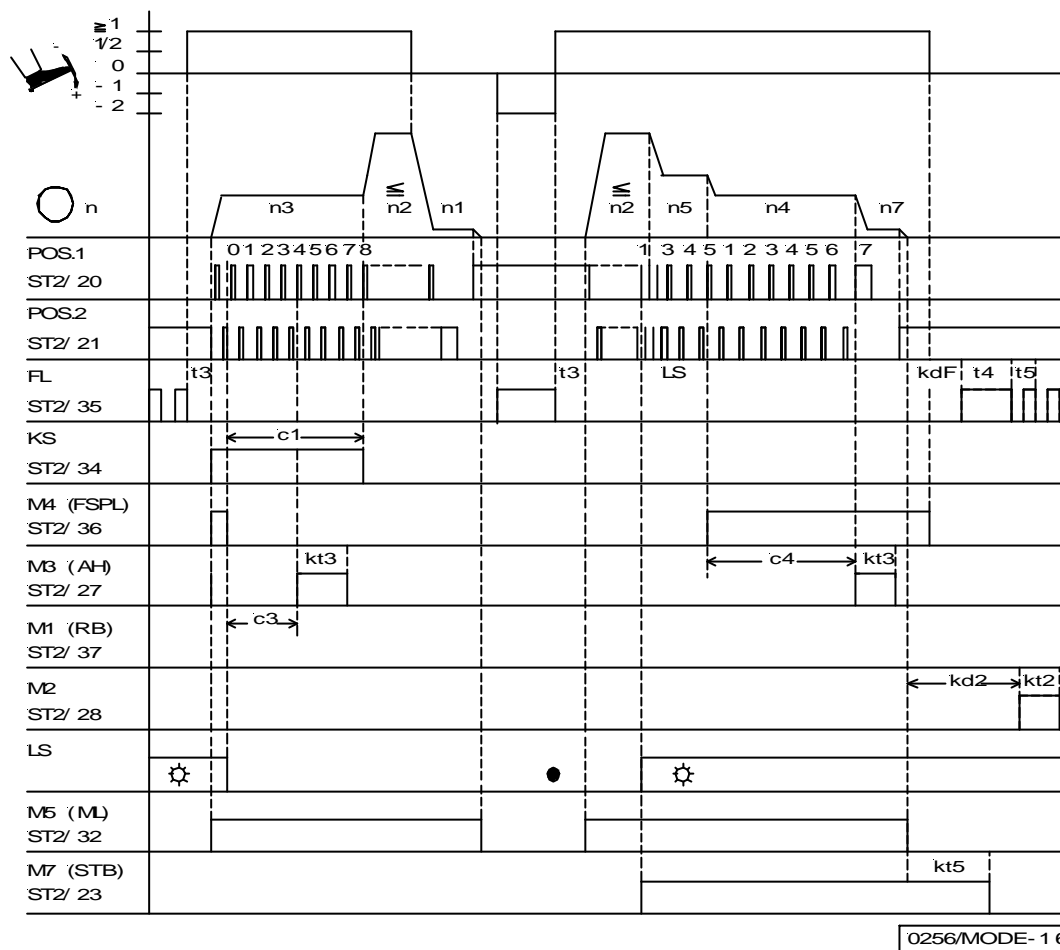 ≧ 1
1/2
0
- 1
- 2
-
+
n
n3
≦
n2
n1
≦
n2
n5
n4
n7
POS.1
ST2/ 20
0 1 2 3 4 5 6 7 8
1 3 4 5 1 2 3 4 5 6 7
POS.2
ST2/ 21
FL
ST2/ 35
t3
t3
LS
kdF
t4
t5
KS
ST2/ 34
c1
M4 (FSPL)
ST2/ 36
M3 (AH)
ST2/ 27
kt3
c4
kt3
M1 (RB)
ST2/ 37
c3
M2
ST2/ 28
kd2
kt2
LS
M5 (ML)
ST2/ 32
M7 (STB)
ST2/ 23
kt5
0256/MODE- 1 6